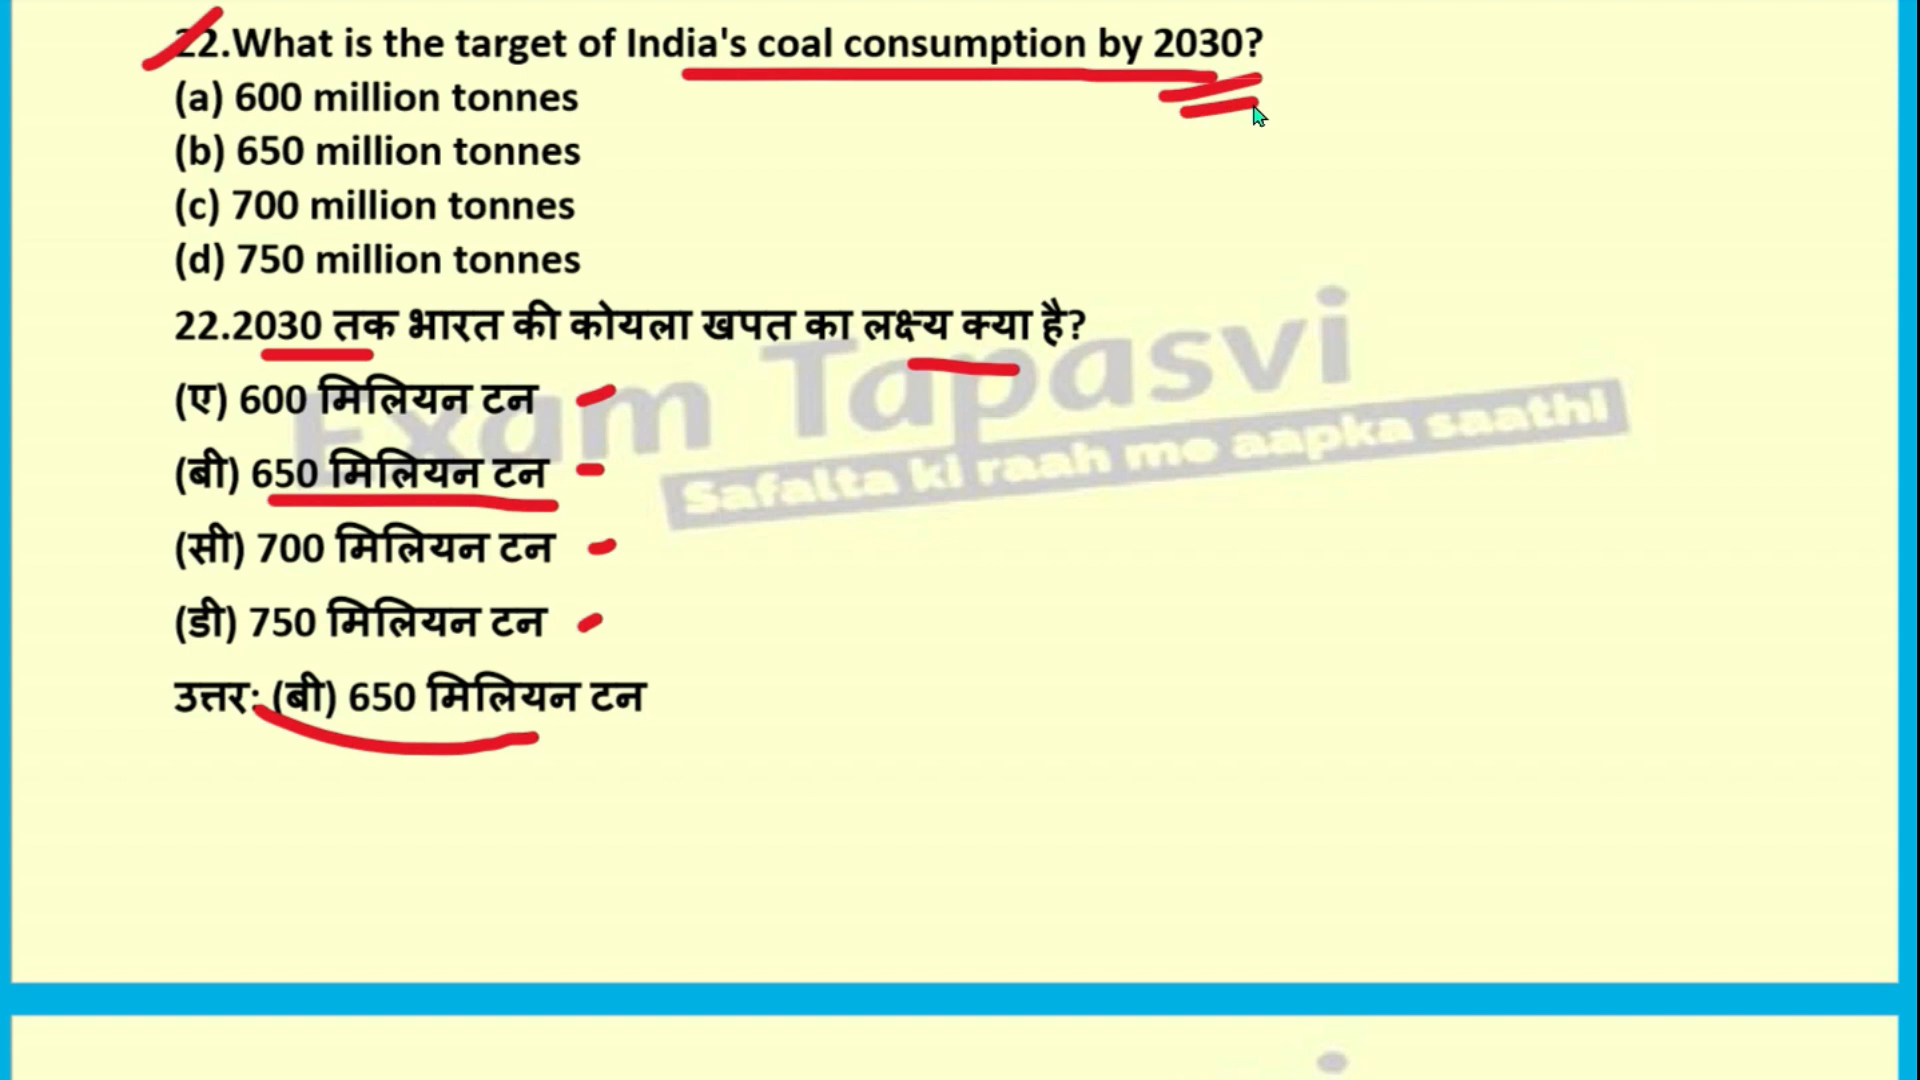 22.What is the target of India's coal consumption by 2030?
(a) 600 million tonnes
(b) 650 million tonnes
(c) 700 million tonnes
(d) 750 million tonnes
22.2030 तक भारत की कोयला खपत का लक्ष्य क्या है?
(ए) 600 मिलियन टन
(बी) 650 मिलियन टन
(सी) 700 मिलियन टन
(डी) 750 मिलियन टन
उत्तर: (बी) 650 मिलियन टन
Exam Tapasvi
Safalta ki raah me aapka saathi